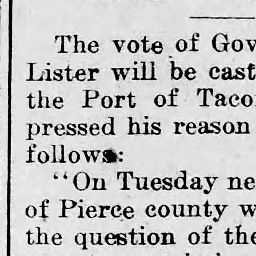 The vote of Gov
Lister will be cast
the Port of Taco
pressed his reason
follows:
"On Tuesday ne
of Pierce county w
the question of the